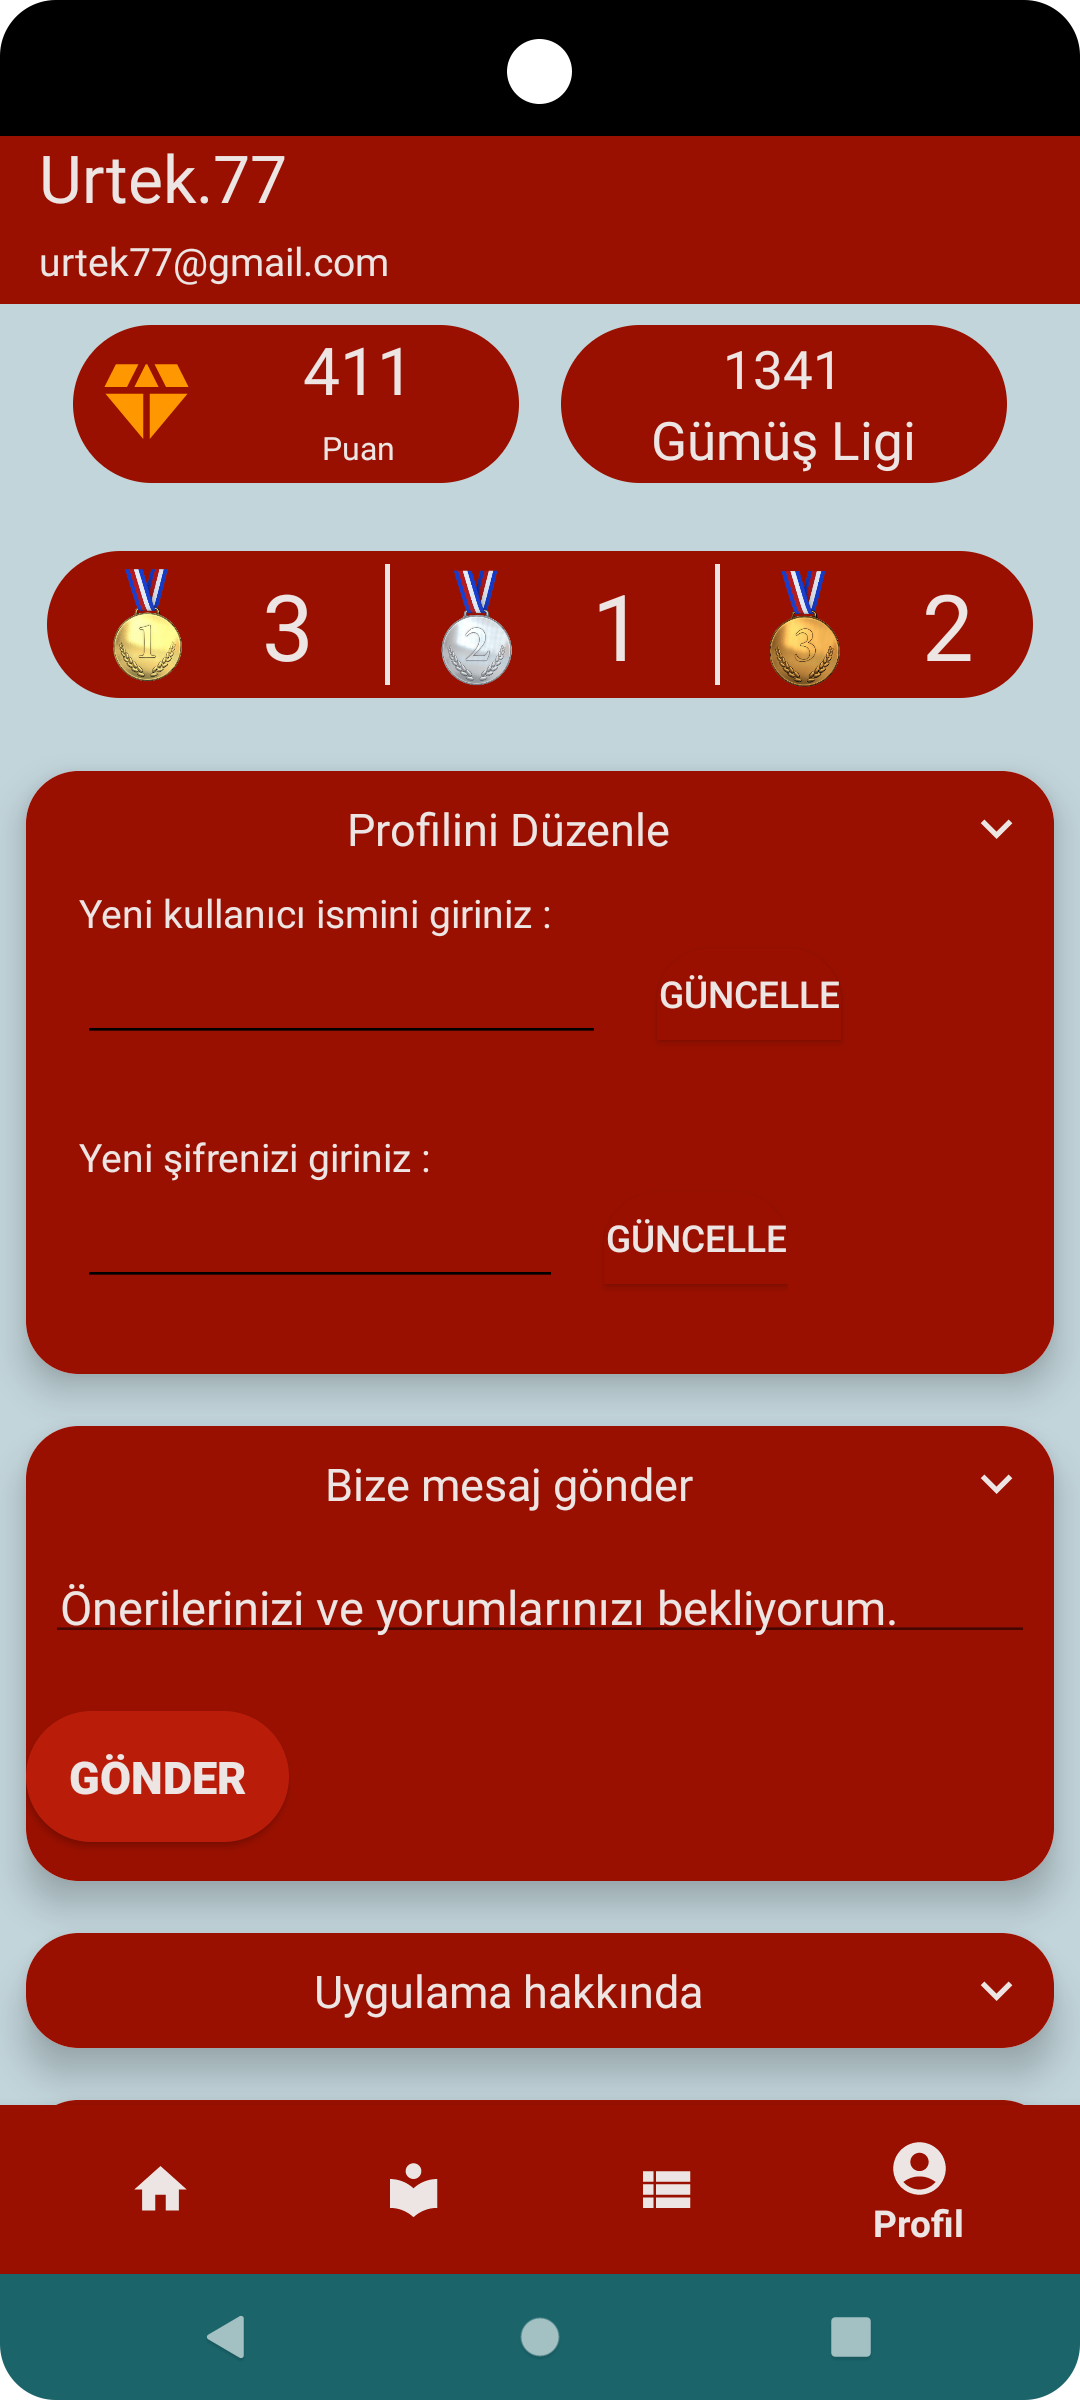 Urtek.77
urtek77@gmail.com
411
Puan
1341
Gümüş Ligi
1 3 2 1 3 2
Profilini Düzenle
Yeni kullanıcı ismini giriniz :
GÜNCELLE
Yeni şifrenizi giriniz :
GÜNCELLE
Bize mesaj gönder
Önerilerinizi ve yorumlarınızı bekliyorum.
GÖNDER
Uygulama hakkında
Profil